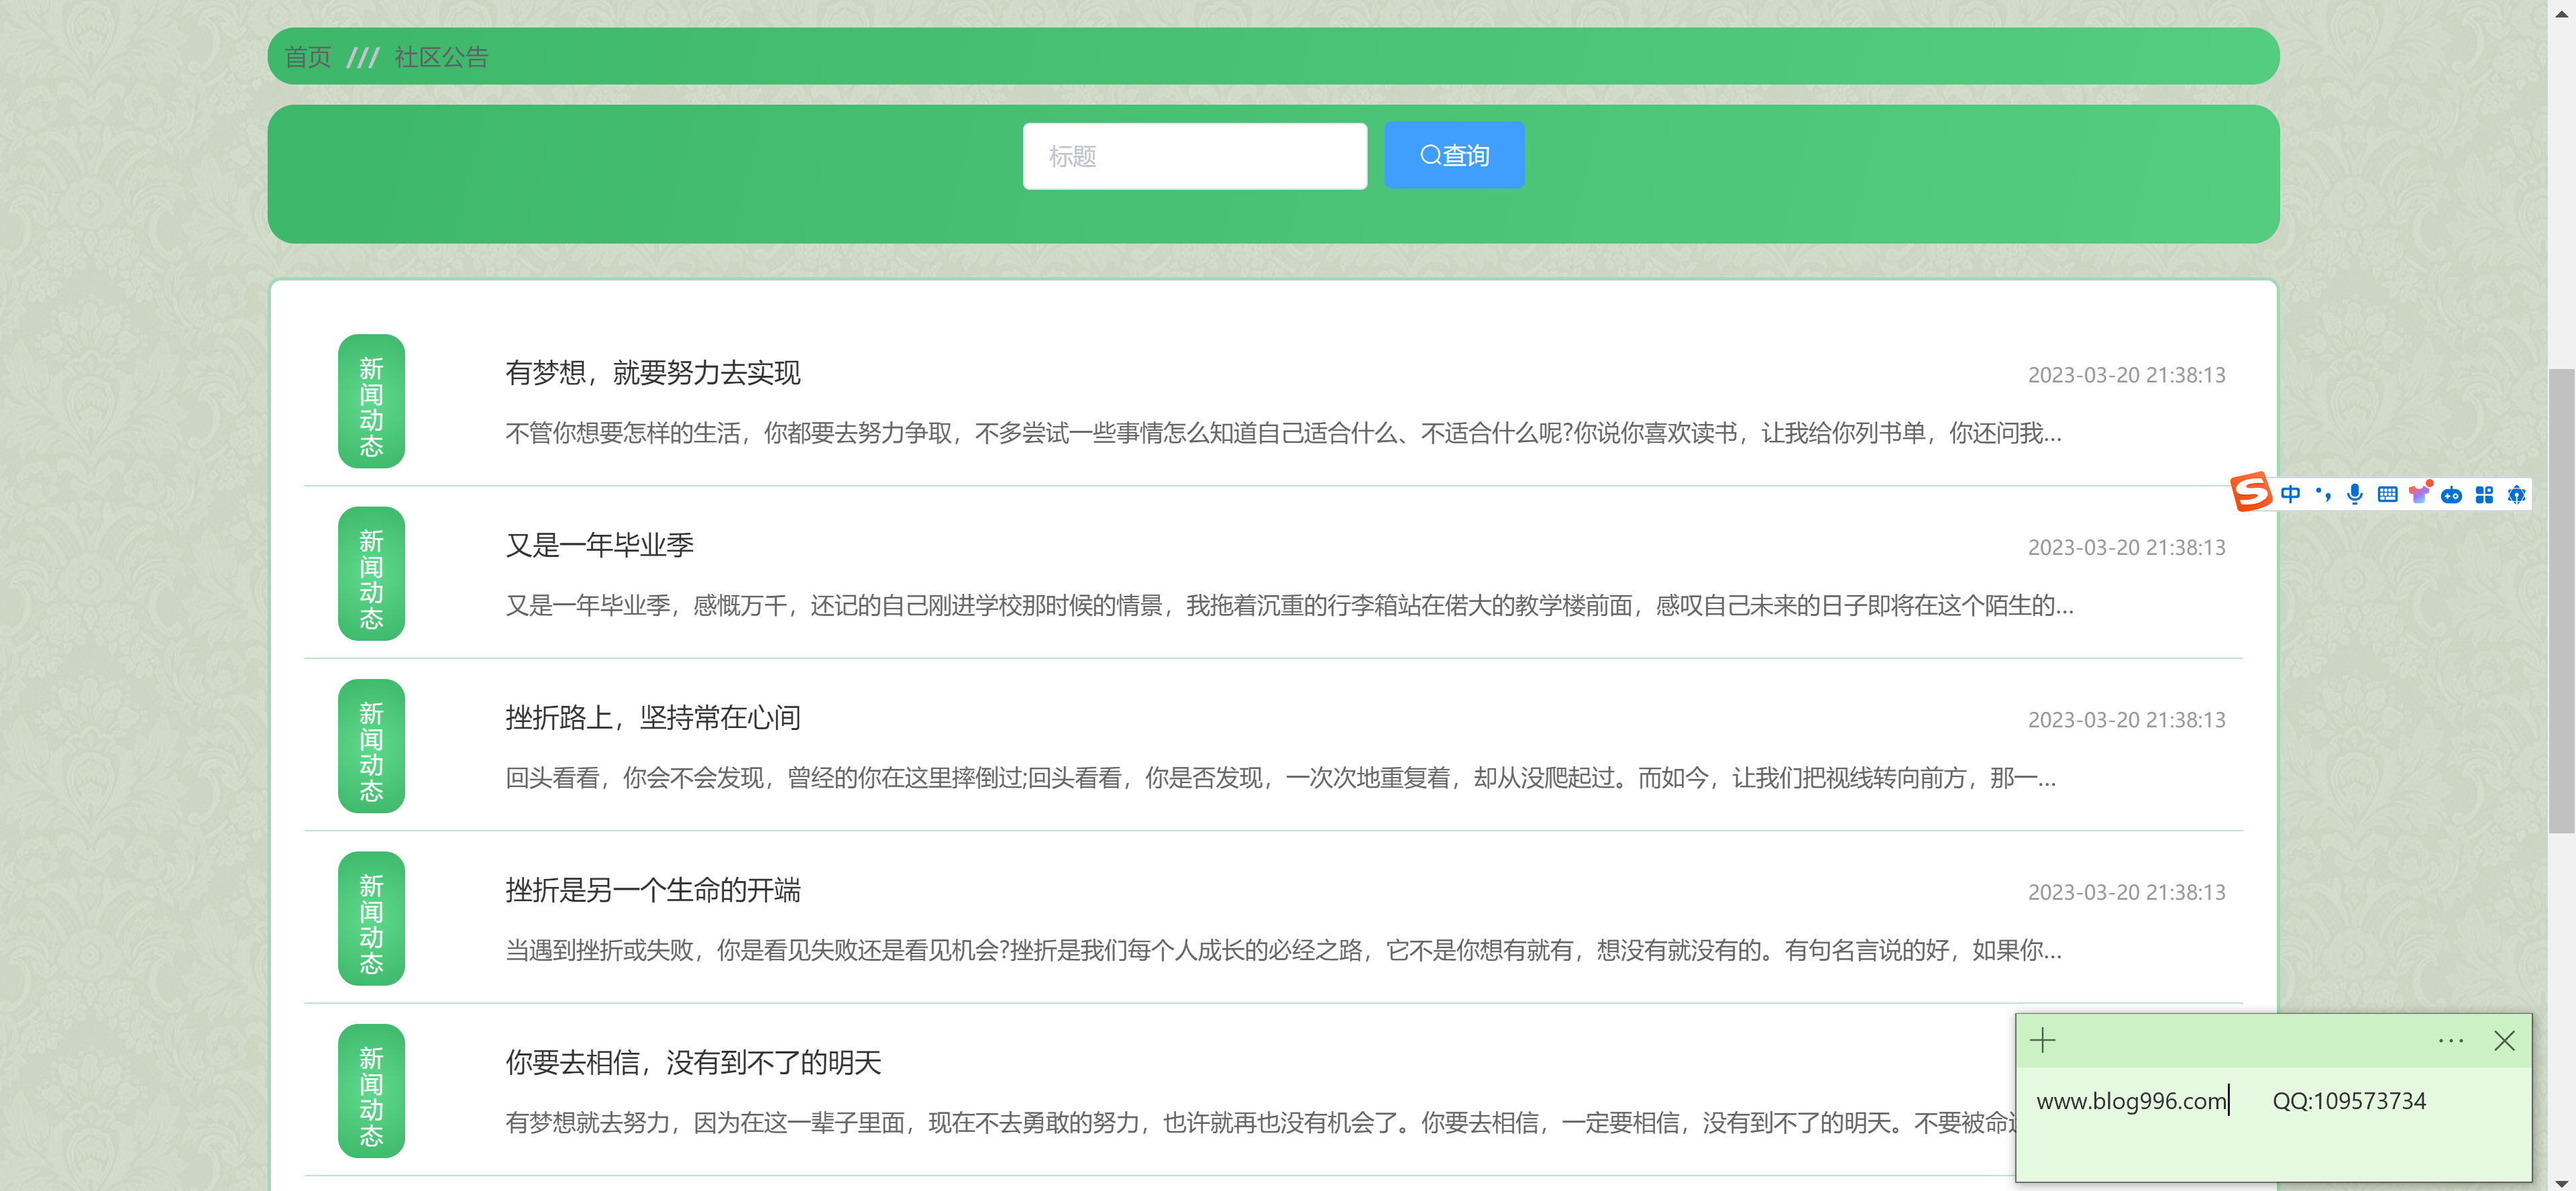 首页 /// 社区公告
标题
查询
新闻动态
有梦想，就要努力去实现
2023-03-20 21:38:13
不管你想要怎样的生活，你都要去努力争取，不多尝试一些事情怎么知道自己适合什么、不适合什么呢?你说你喜欢读书，让我给你列书单，你还问我...
新闻动态
又是一年毕业季
2023-03-20 21:38:13
又是一年毕业季，感慨万千，还记的自己刚进学校那时候的情景，我拖着沉重的行李箱站在偌大的教学楼前面，感叹自己未来的日子即将在这个陌生的...
新闻动态
挫折路上，坚持常在心间
2023-03-20 21:38:13
回头看看，你会不会发现，曾经的你在这里摔倒过;回头看看，你是否发现，一次次地重复着，却从没爬起过。而如今，让我们把视线转向前方，那一...
新闻动态
挫折是另一个生命的开端
2023-03-20 21:38:13
当遇到挫折或失败，你是看见失败还是看见机会?挫折是我们每个人成长的必经之路，它不是你想有就有，想没有就没有的。有句名言说的好，如果你...
新闻动态
你要去相信，没有到不了的明天
有梦想就去努力，因为在这一辈子里面，现在不去勇敢的努力，也许就再也没有机会了。你要去相信，一定要相信，没有到不了的明天。不要被命
中
www.blog996.com QQ:109573734